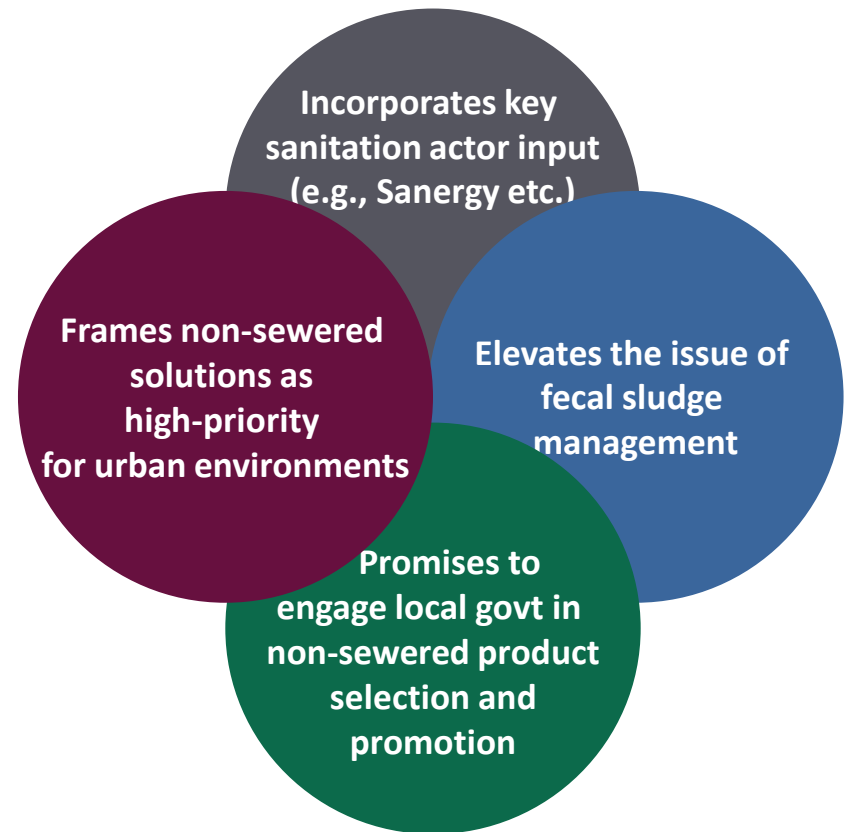 Incorporates key
sanitation actor input
(e.g., Sanergy etc.)
Frames non-sewered
solutions as
high-priority
for urban environments
Elevates the issue of
fecal sludge
management
Promises to
engage local govt in
non-sewered product
selection and
promotion